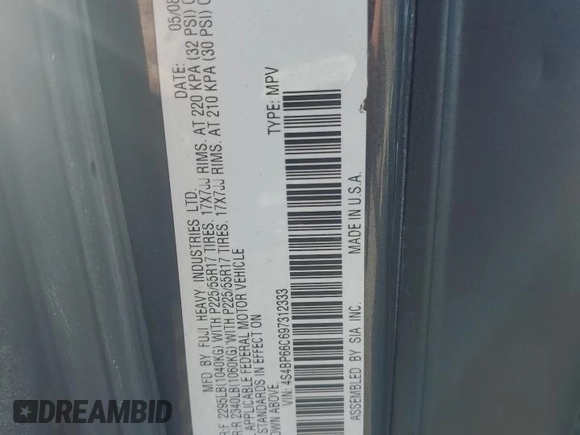 MFD BY FUJI HEAVY INDUSTRIES LTD. DATE: 05/08
R:F 2295LB(1040KG) WITH P225/55R17 TIRES. 17X7JJ RIMS. AT 220 KPA (32 PSI) C
R:R 2340LB(1060KG) WITH P225/55R17 TIRES. 17X7JJ RIMS. AT 210 KPA (30 PSI) C
APPLICABLE FEDERAL MOTOR VEHICLE
STANDARDS IN EFFECT ON
OWN ABOVE.
VIN: 4S4BP66C697312333 TYPE: MPV
ASSEMBLED BY SIA INC. MADE IN U.S.A.